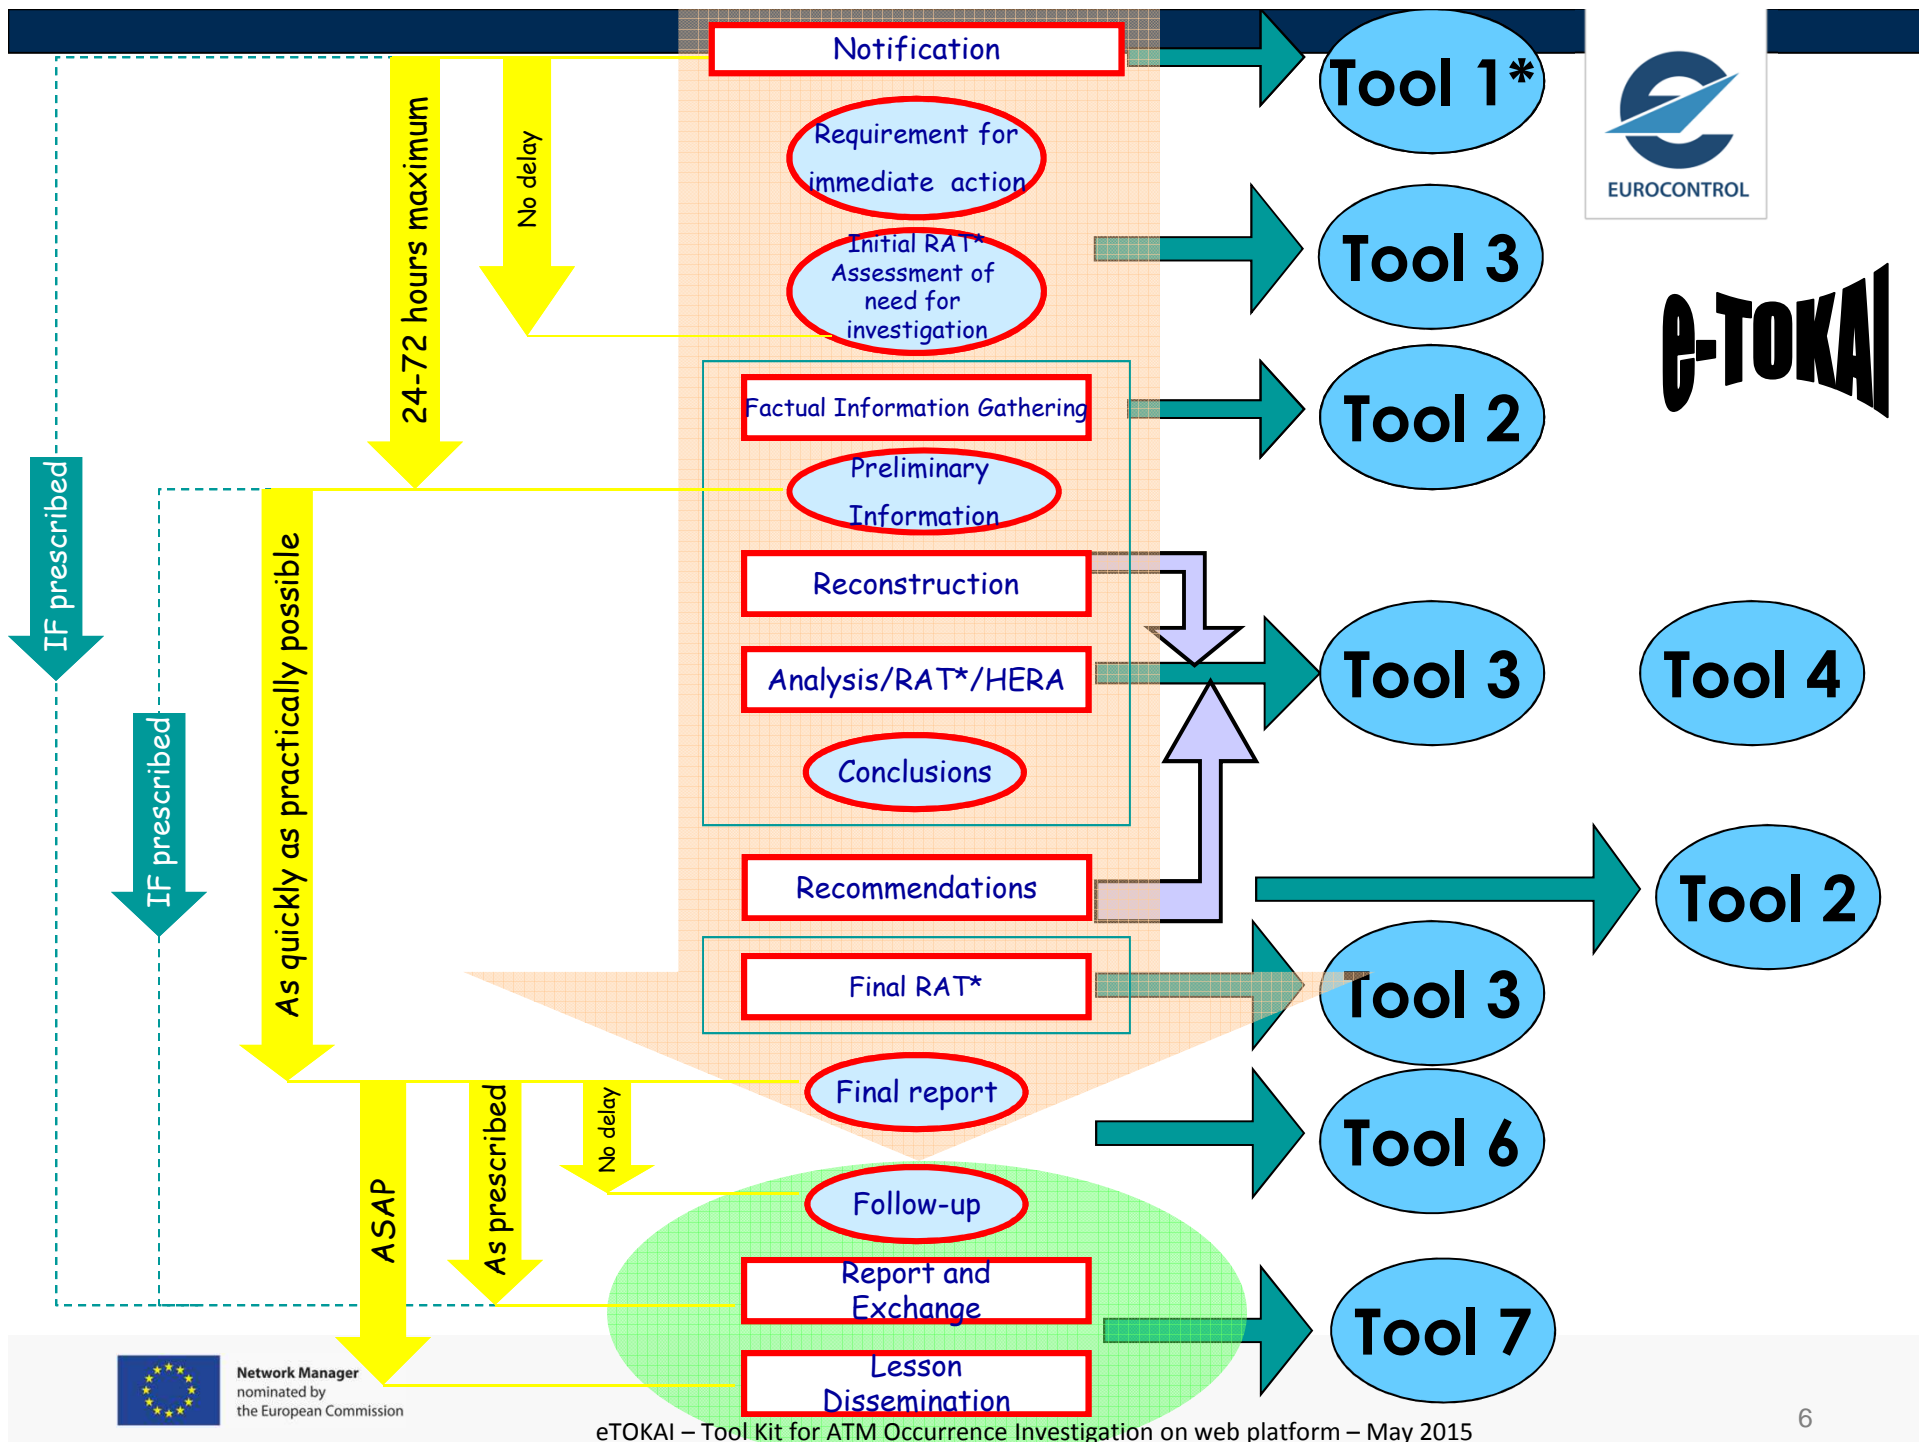 Notification
Tool 1*
EUROCONTROL
24-72 hours maximum
No delay
Requirement for
immediate action
Initial RAT*
Assessment of
need for
investigation
Tool 3
e-TOKAI
Factual Information Gathering
Tool 2
Preliminary
Information
IF prescribed
IF prescribed
As quickly as practically possible
Reconstruction
Analysis/RAT*/HERA
Tool 3
Tool 4
Conclusions
Recommendations
Tool 2
Final RAT*
Tool 3
Final report
ASAP
As prescribed
No delay
Tool 6
Follow-up
Report and
Exchange
Tool 7
Lesson
Dissemination
Network Manager
nominated by
the European Commission
eTOKAI – Tool Kit for ATM Occurrence Investigation on web platform – May 2015
6